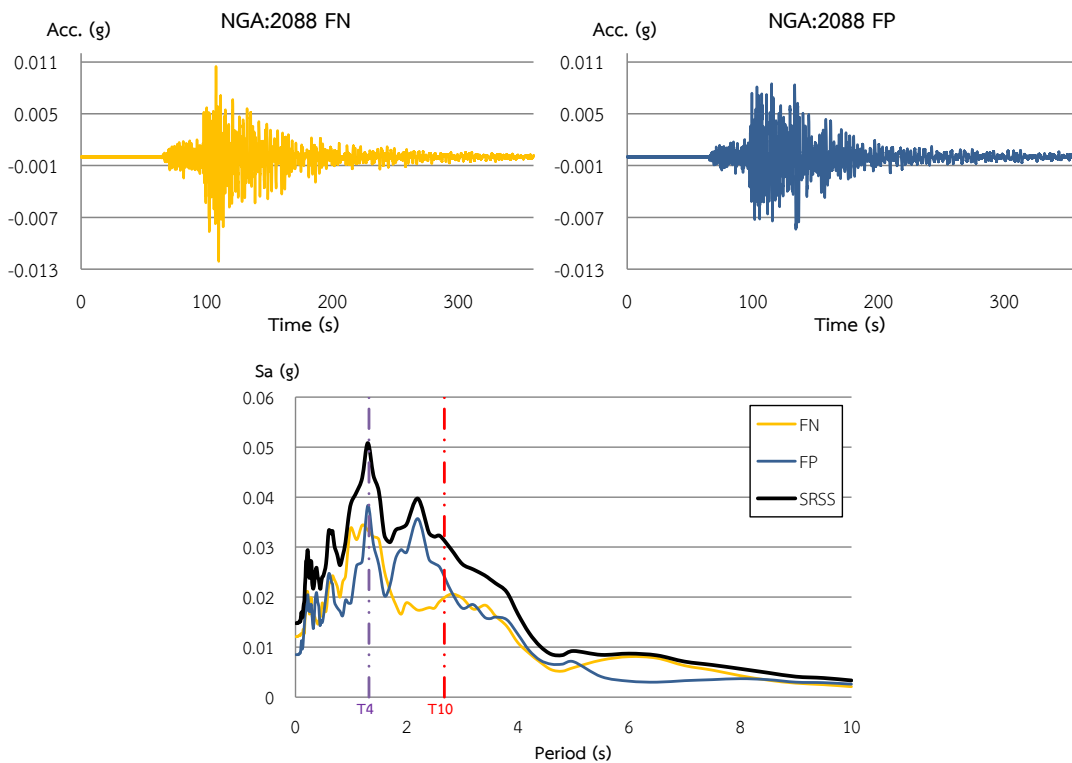 NGA:2088 FN
Acc. (g)
0.011
0.005
-0.001
-0.007
-0.013
0 100 200 300
Time (s)
NGA:2088 FP
Acc. (g)
0.011
0.005
-0.001
-0.007
-0.013
0 100 200 300
Time (s)
Sa (g)
0.06
0.05
0.04
0.03
0.02
0.01
0
FN
FP
SRSS
T4 T10
0 2 4 6 8 10
Period (s)